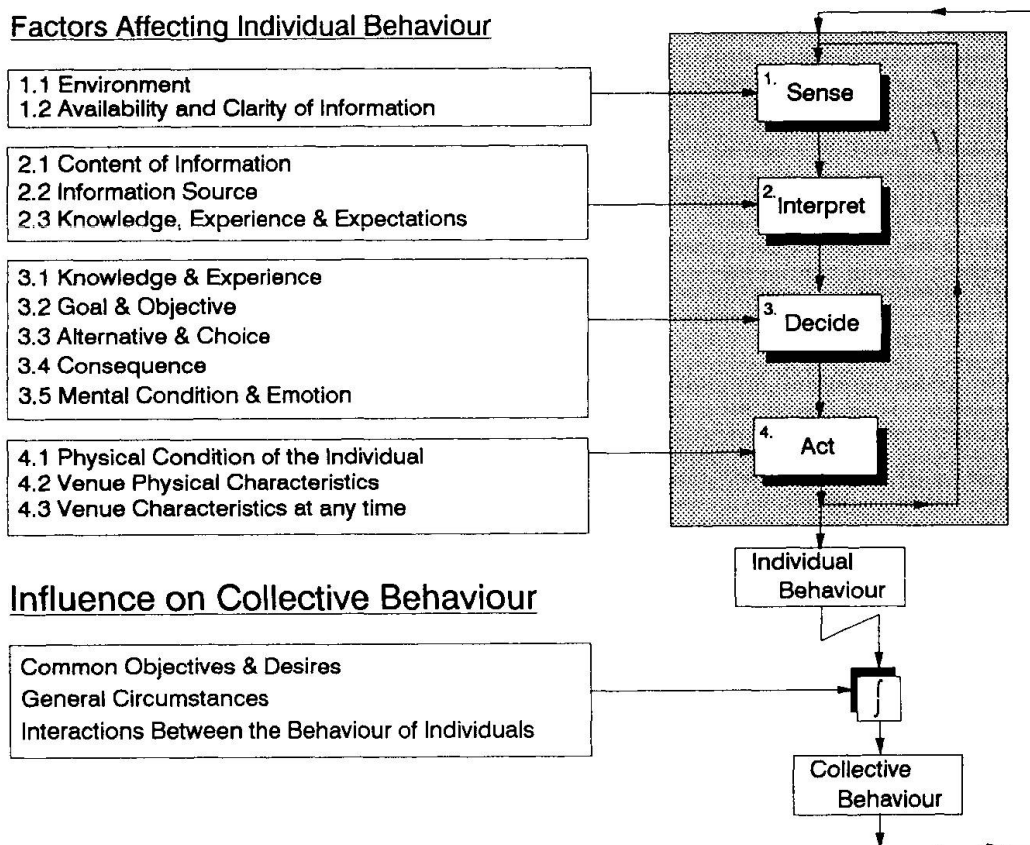 Factors Affecting Individual Behaviour
1.1 Environment
1.2 Availability and Clarity of Information
1. Sense
2.1 Content of Information
2.2 Information Source
2.3 Knowledge, Experience & Expectations
2. Interpret
3.1 Knowledge & Experience
3.2 Goal & Objective
3.3 Alternative & Choice
3.4 Consequence
3.5 Mental Condition & Emotion
3. Decide
4.1 Physical Condition of the Individual
4.2 Venue Physical Characteristics
4.3 Venue Characteristics at any time
4. Act
Individual
Behaviour
Influence on Collective Behaviour
Common Objectives & Desires
General Circumstances
Interactions Between the Behaviour of Individuals
∫
Collective
Behaviour